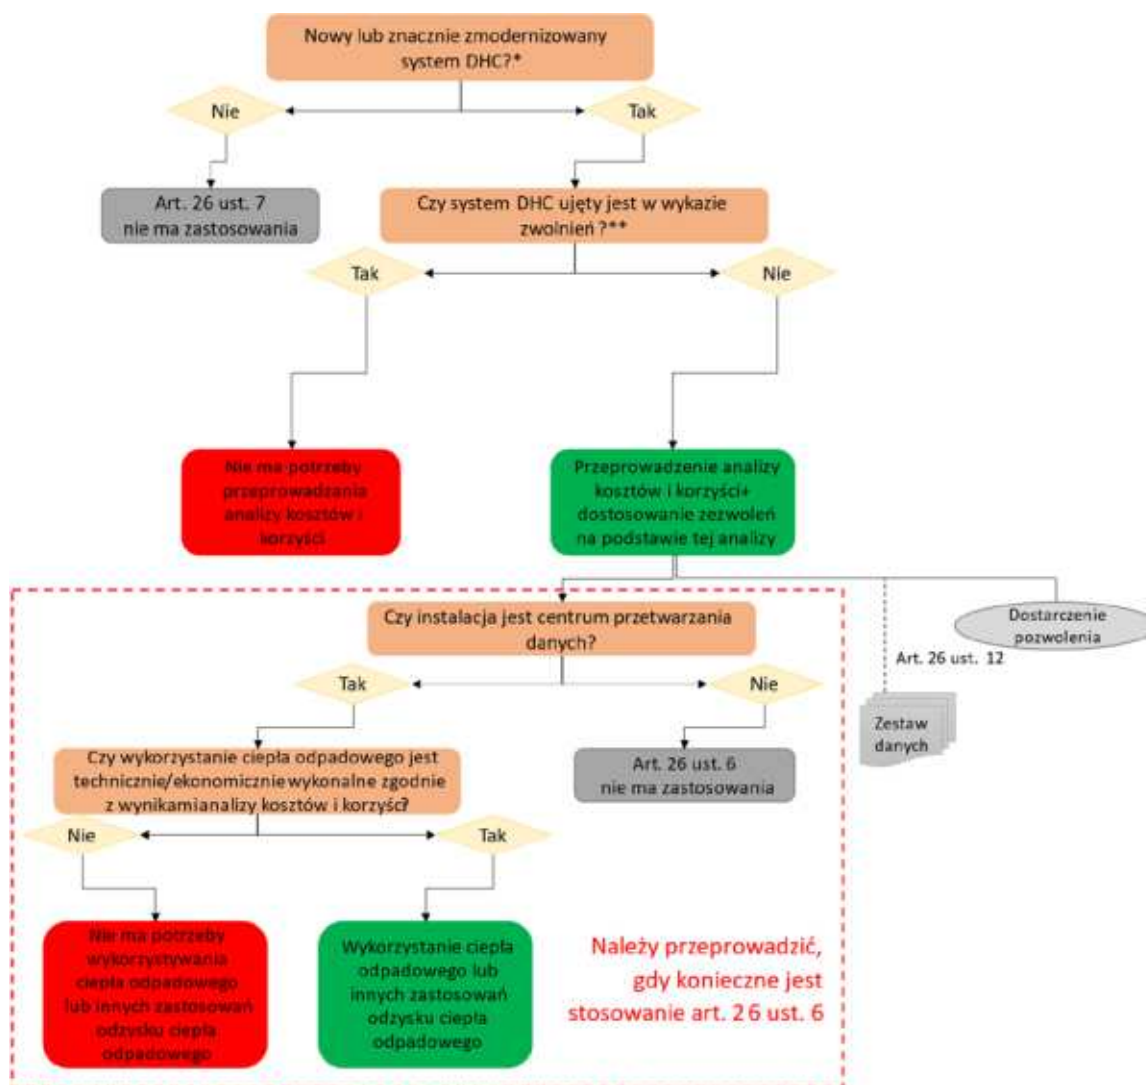 Nowy lub znacznie zmodernizowany
system DHC?*
Nie
Tak
Art. 26 ust. 7
nie ma zastosowania
Czy system DHC ujęty jest w wykazie
zwolnień ?**
Tak
Nie
Nie ma potrzeby
przeprowadzania
analizy kosztów i
korzyści
Przeprowadzenie analizy
kosztów i korzyści+
dostosowanie zezwoleń
na podstawie tej analizy
Czy instalacja jest centrum przetwarzania
danych?
Dostarczenie
pozwolenia
Art. 26 ust. 12
Tak
Nie
Zestaw
danych
Czy wykorzystanie ciepła odpadowego jest
technicznie/ekonomicznie wykonalne zgodnie
z wynikamianalizy kosztów i korzyśc?
Art. 26 ust. 6
nie ma zastosowania
Nie
Tak
Nie ma potrzeby
wykorzystywania
ciepła odpadowego
lub innych zastosowań
odzysku ciepła
odpadowego
Wykorzystanie ciepła
odpadowego lub
innych zastosowań
odzysku ciepła
odpadowego
Należy przeprowadzić,
gdy konieczne jest
stosowanie art. 26 ust. 6